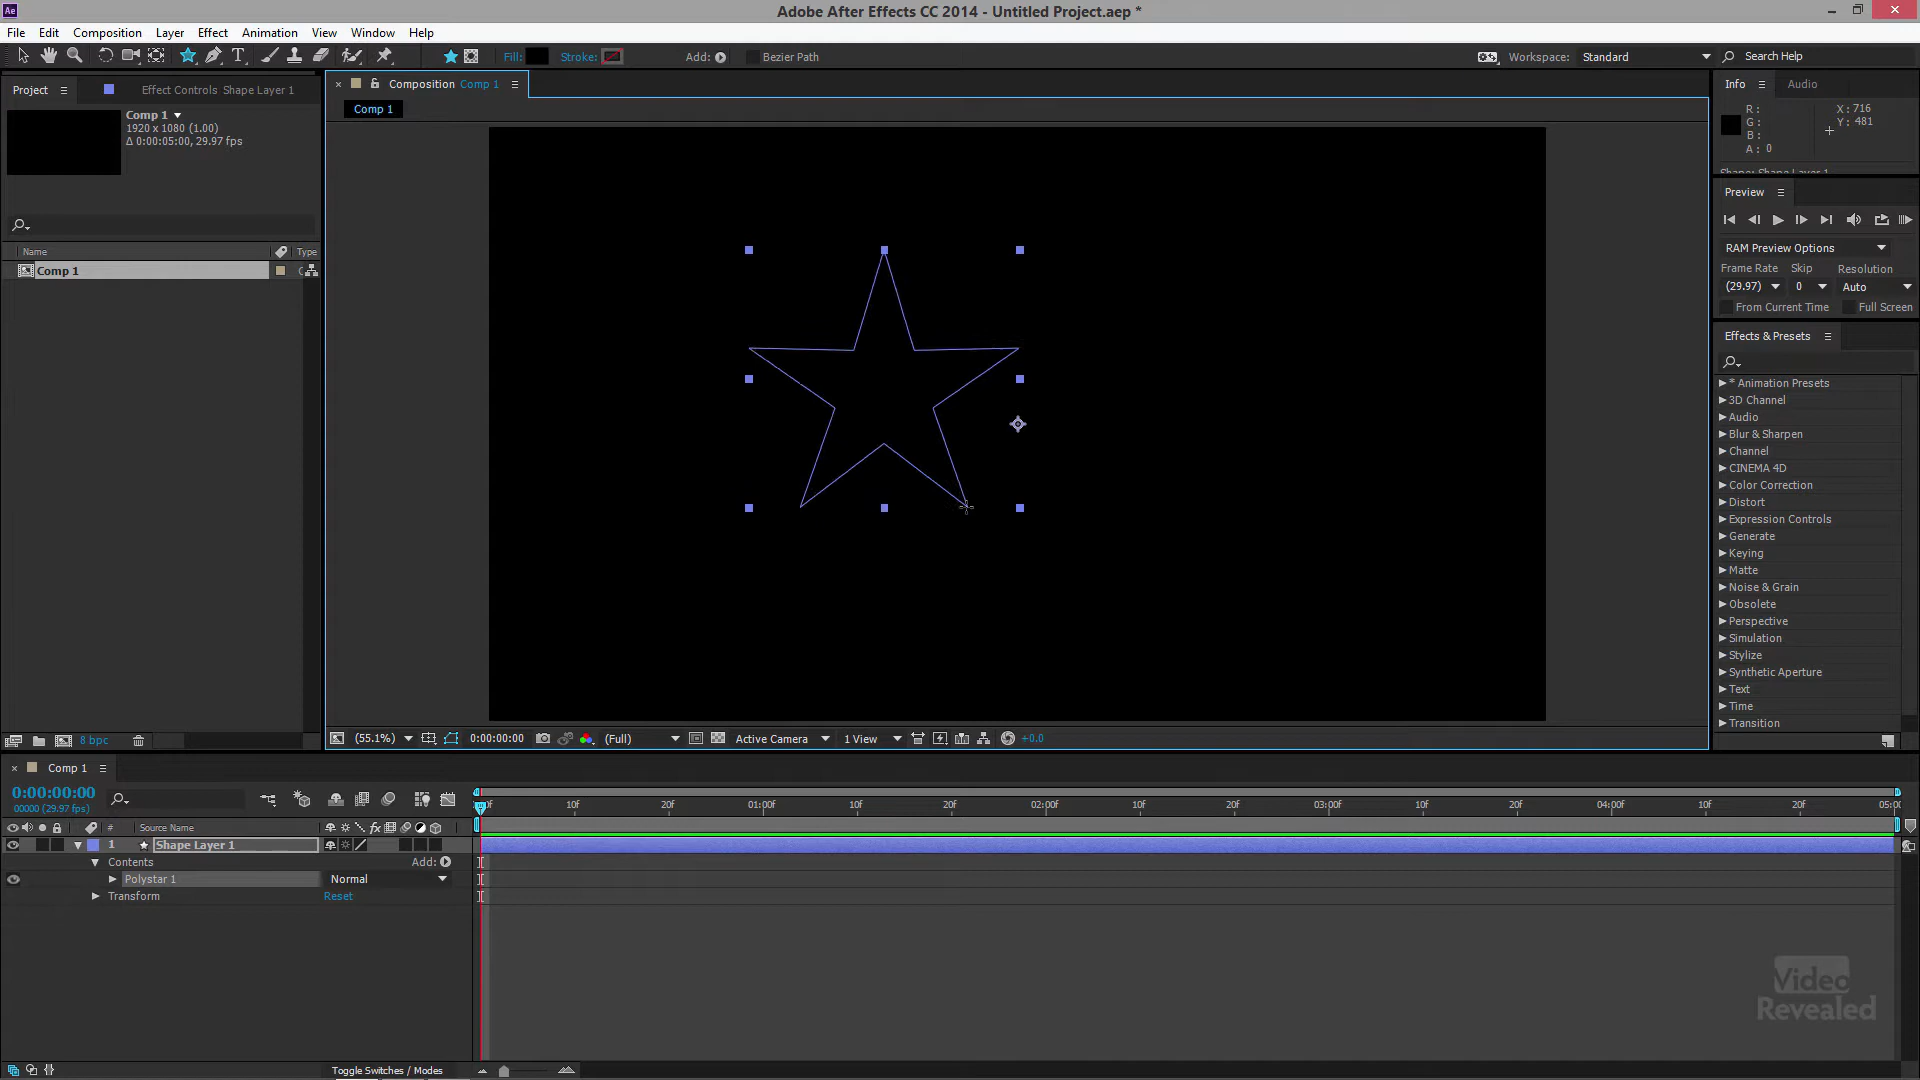 Ae
Adobe After Effects CC 2014 - Untitled Project.aep *
File Edit Composition Layer Effect Animation View Window Help
Fill: Stroke: Add: Bezier Path
Workspace: Standard Search Help
Project Effect Controls Shape Layer 1
Comp 1
1920 x 1080 (1.00)
Δ 0:00:05:00, 29.97 fps
Name Type
Comp 1
8 bpc
Composition Comp 1
Comp 1
(55.1%) 0:00:00:00 (Full) Active Camera 1 View +0.0
Info Audio
R: X: 716
G: Y: 481
B:
A: 0
Shape: Shape Layer 1
Preview
RAM Preview Options
Frame Rate Skip Resolution
(29.97) 0 Auto
From Current Time Full Screen
Effects & Presets
* Animation Presets
3D Channel
Audio
Blur & Sharpen
Channel
CINEMA 4D
Color Correction
Distort
Expression Controls
Generate
Keying
Matte
Noise & Grain
Obsolete
Perspective
Simulation
Stylize
Synthetic Aperture
Text
Time
Transition
Comp 1
0:00:00:00
00000 (29.97 fps)
10f 20f 01:00f 10f 20f 02:00f 10f 20f 03:00f 10f 20f 04:00f 10f 20f 05:0
# Source Name fx
1 Shape Layer 1
Contents Add:
Polystar 1 Normal
Transform Reset
Video
Revealed
Toggle Switches / Modes